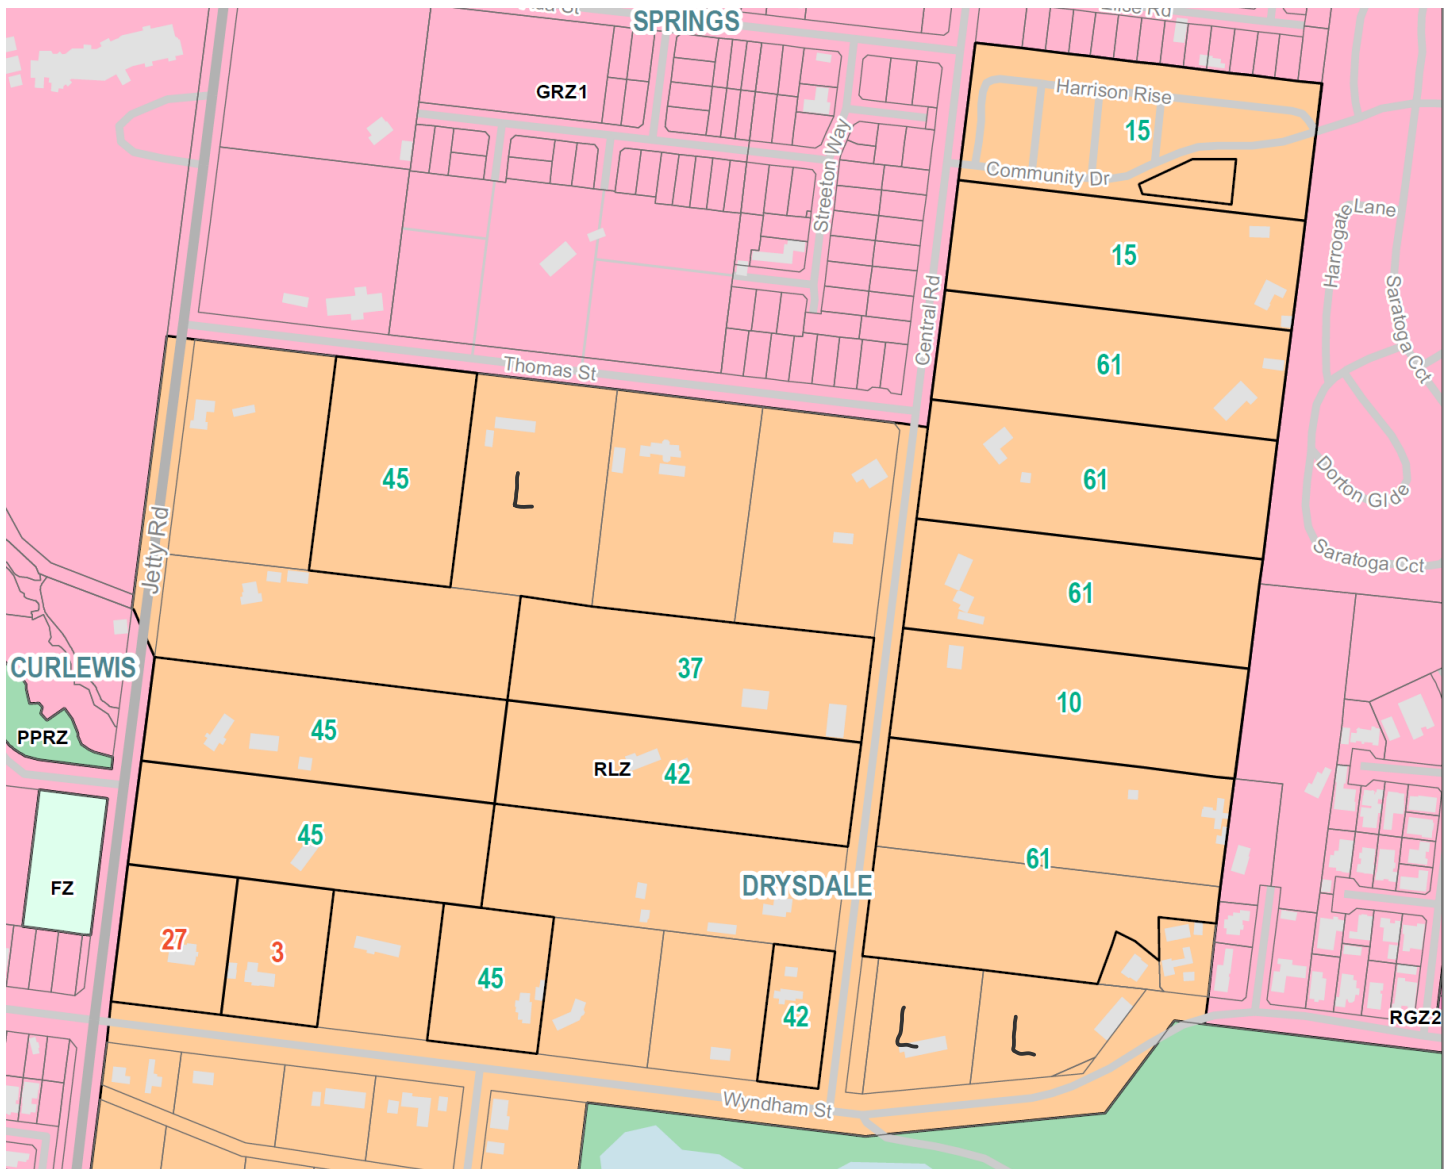 SPRINGS
Elise Rd
GRZ1
Harrison Rise
15
Community Dr
Streeton Way
Lane
Harrogate
15
Saratoga Cct
Central Rd
Thomas St
61
45
L
61
Dorton Glde
Jetty Rd
Saratoga Cct
61
CURLEWIS
37
10
PPRZ
45
RLZ
42
45
61
FZ
DRYSDALE
27
3
45
42
L
L
RGZ2
Wyndham St